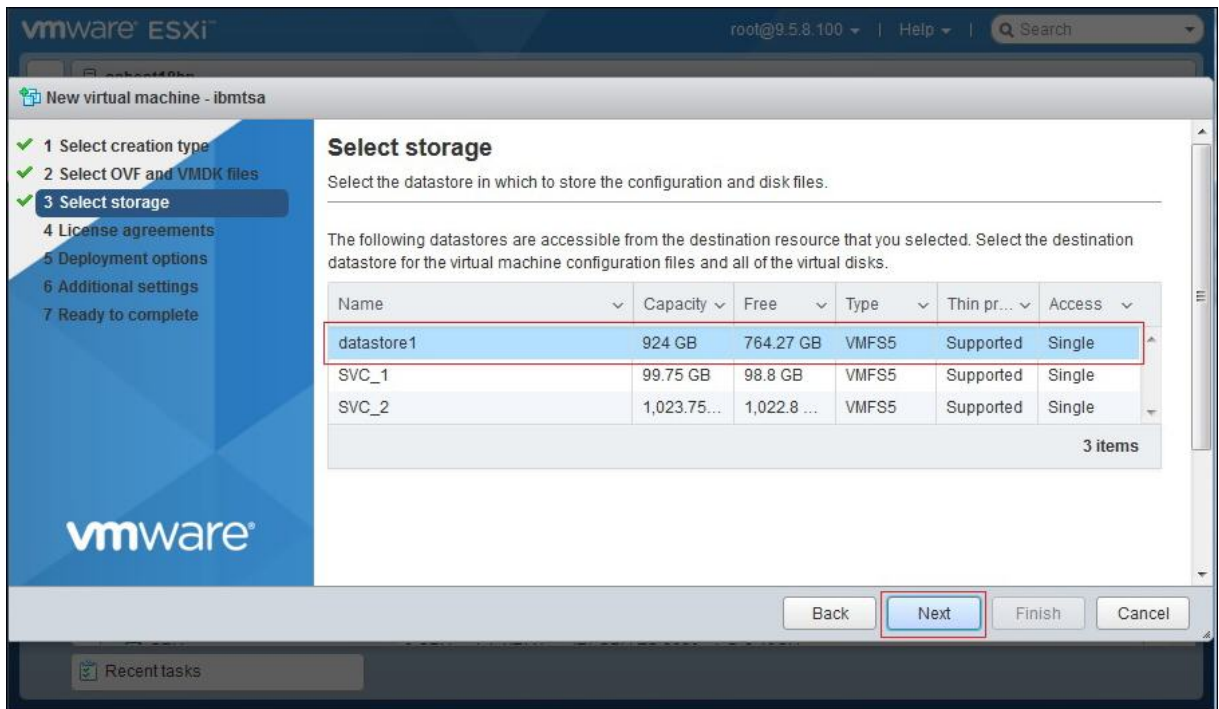 vmware ESXi™
root@9.5.8.100 | Help | Search
New virtual machine - ibmtsa
1 Select creation type
2 Select OVF and VMDK files
3 Select storage
4 License agreements
5 Deployment options
6 Additional settings
7 Ready to complete
vmware®
Select storage
Select the datastore in which to store the configuration and disk files.
The following datastores are accessible from the destination resource that you selected. Select the destination
datastore for the virtual machine configuration files and all of the virtual disks.
Name Capacity Free Type Thin pr... Access
datastore1 924 GB 764.27 GB VMFS5 Supported Single
SVC_1 99.75 GB 98.8 GB VMFS5 Supported Single
SVC_2 1,023.75... 1,022.8 ... VMFS5 Supported Single
3 items
Back Next Finish Cancel
Recent tasks